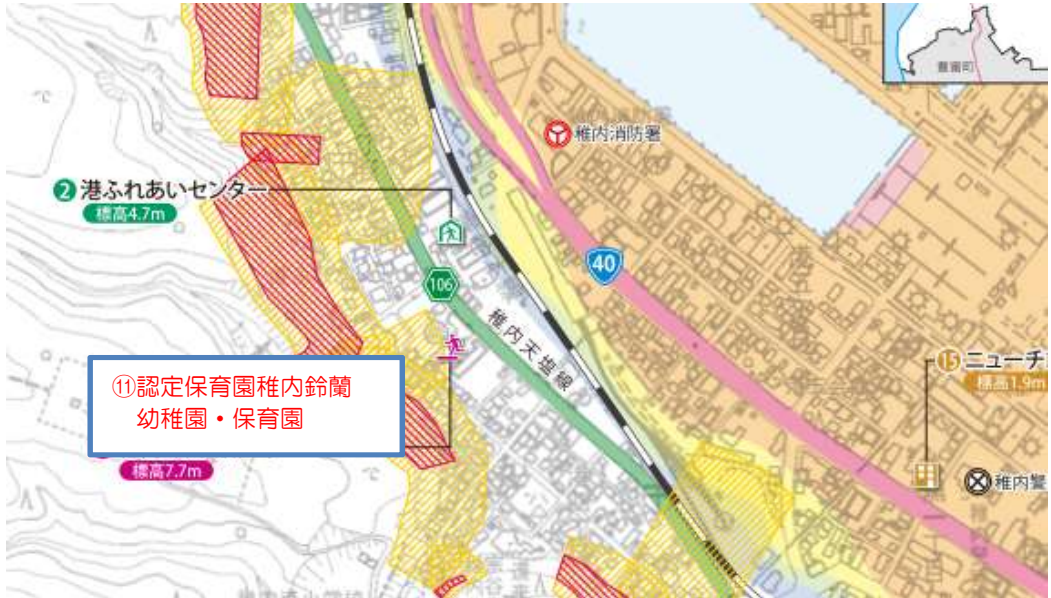 豊富町
稚内消防署
② 港ふれあいセンター
標高4.7m
40
106
稚内天塩線
⑪認定保育園稚内鈴蘭
幼稚園・保育園
標高7.7m
⑮ ニューチ
標高1.9m
稚内警